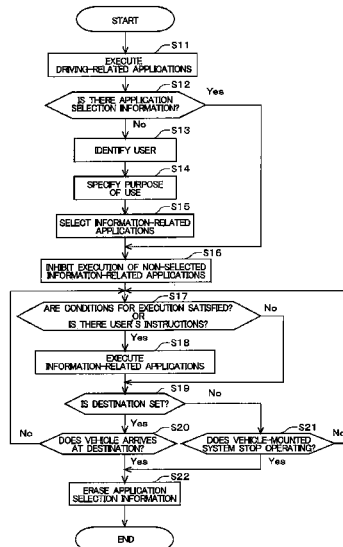 START
S11
EXECUTE
DRIVING-RELATED APPLICATIONS
S12
IS THERE APPLICATION
SELECTION INFORMATION?
Yes
No
S13
IDENTIFY USER
S14
SPECIFY PURPOSE
OF USE
S15
SELECT INFORMATION-RELATED
APPLICATIONS
S16
INHIBIT EXECUTION OF NON-SELECTED
INFORMATION-RELATED APPLICATIONS
S17
ARE CONDITIONS FOR EXECUTION SATISFIED?
OR
IS THERE USER'S INSTRUCTIONS?
No
Yes
S18
EXECUTE
INFORMATION-RELATED APPLICATIONS
S19
IS DESTINATION SET?
No
Yes
S20
S21
No
DOES VEHICLE ARRIVES
AT DESTINATION?
DOES VEHICLE-MOUNTED
SYSTEM STOP OPERATING?
No
Yes
Yes
S22
ERASE APPLICATION
SELECTION INFORMATION
END